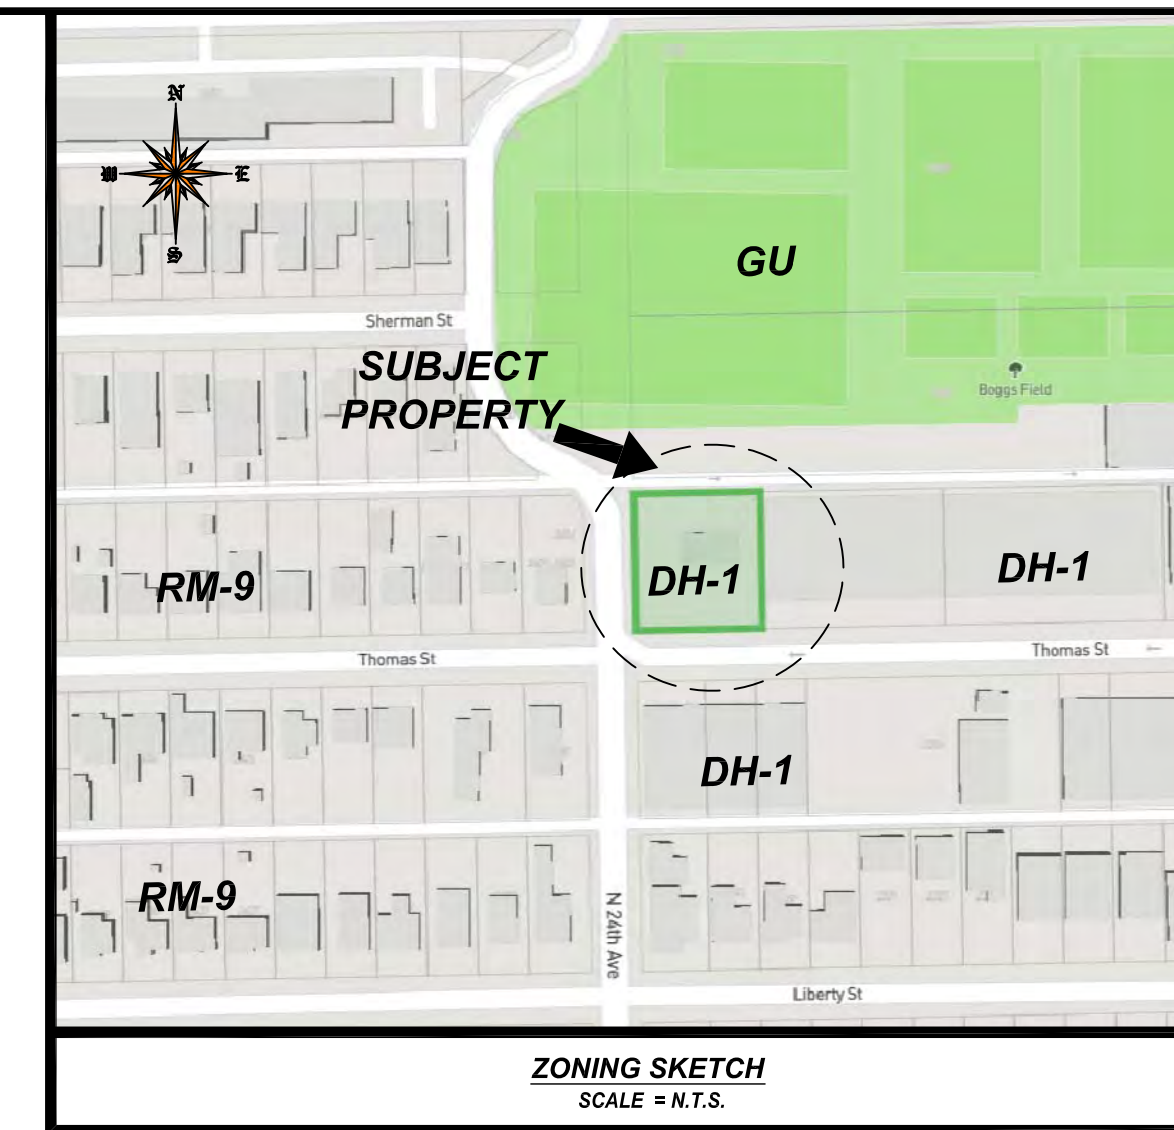 N
W
E
S
GU
Sherman St
SUBJECT
PROPERTY
Boggs Field
DH-1
DH-1
RM-9
Thomas St
Thomas St
DH-1
RM-9
N 24th Ave
Liberty St
ZONING SKETCH
SCALE = N.T.S.